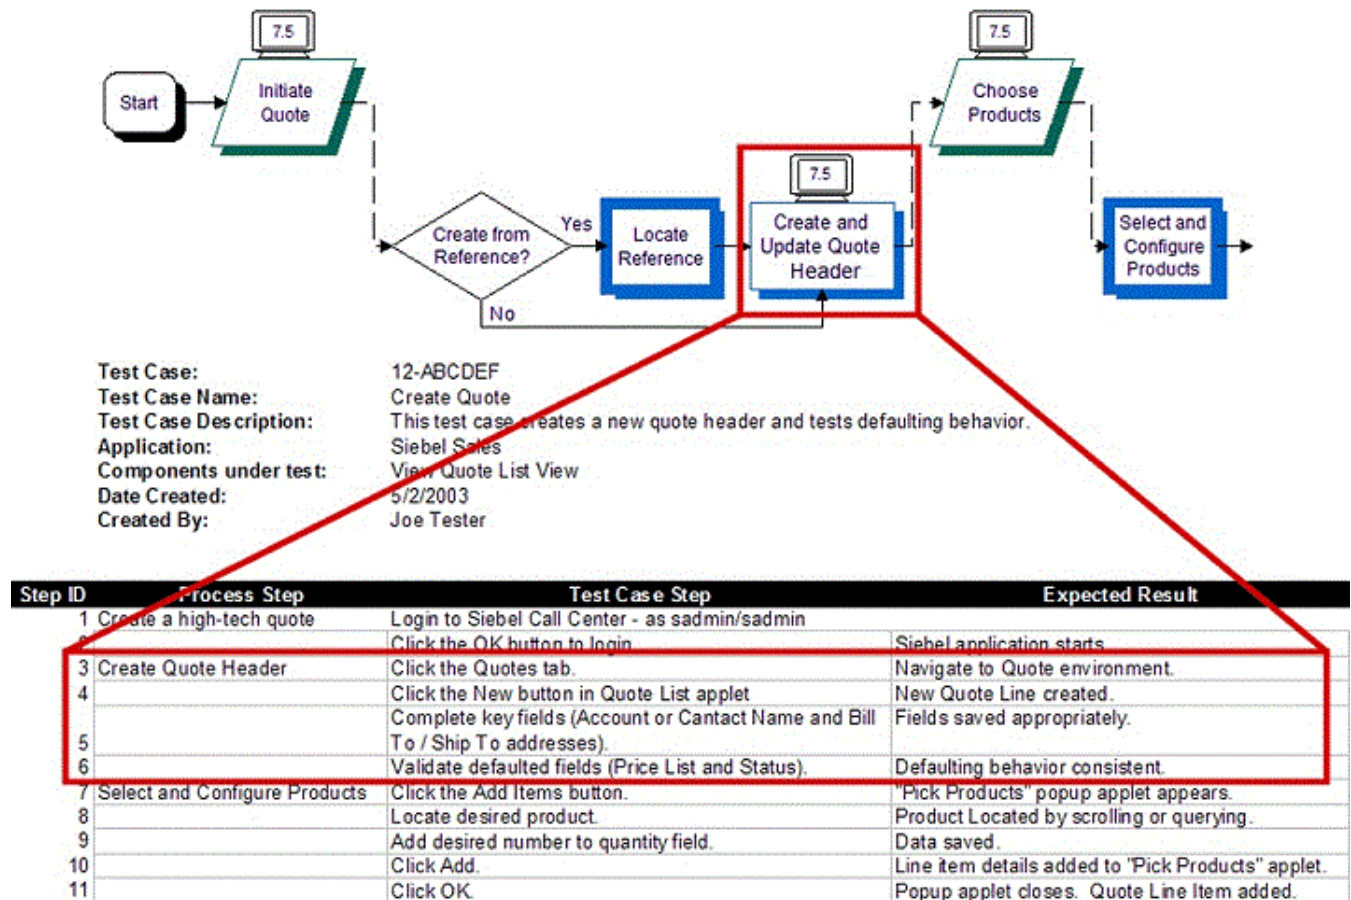 7.5
7.5
Start
Initiate
Quote
Choose
Products
7.5
Create from
Reference?
Yes
Locate
Reference
Create and
Update Quote
Header
Select and
Configure
Products
No
Test Case: 12-ABCDEF
Test Case Name: Create Quote
Test Case Description: This test case creates a new quote header and tests defaulting behavior.
Application: Siebel Sales
Components under test: View Quote List View
Date Created: 5/2/2003
Created By: Joe Tester
Step ID Process Step Test Case Step Expected Result
1 Create a high-tech quote Login to Siebel Call Center - as sadmin/sadmin
Click the OK button to login Siebel application starts
3 Create Quote Header Click the Quotes tab. Navigate to Quote environment.
4 Click the New button in Quote List applet New Quote Line created.
Complete key fields (Account or Cantact Name and Bill Fields saved appropriately.
5 To / Ship To addresses).
6 Validate defaulted fields (Price List and Status). Defaulting behavior consistent.
7 Select and Configure Products Click the Add Items button. "Pick Products" popup applet appears.
8 Locate desired product. Product Located by scrolling or querying.
9 Add desired number to quantity field. Data saved.
10 Click Add. Line item details added to "Pick Products" applet.
11 Click OK. Popup applet closes. Quote Line Item added.